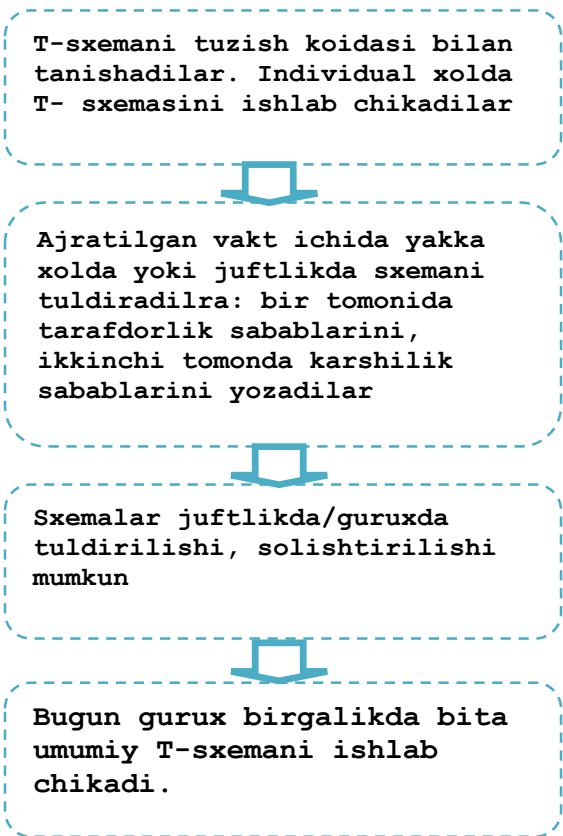 T-sxemani tuzish koidasi bilan
tanishadilar. Individual xolda
T- sxemasini ishlab chikadilar
Ajratilgan vakt ichida yakka
xolda yoki juftlikda sxemani
tuldiradilra: bir tomonida
tarafdorlik sabablarini,
ikkinchi tomonda karshilik
sabablarini yozadilar
Sxemalar juftlikda/guruxda
tuldirilishi, solishtirilishi
mumkun
Bugun gurux birgalikda bita
umumiy T-sxemani ishlab
chikadi.